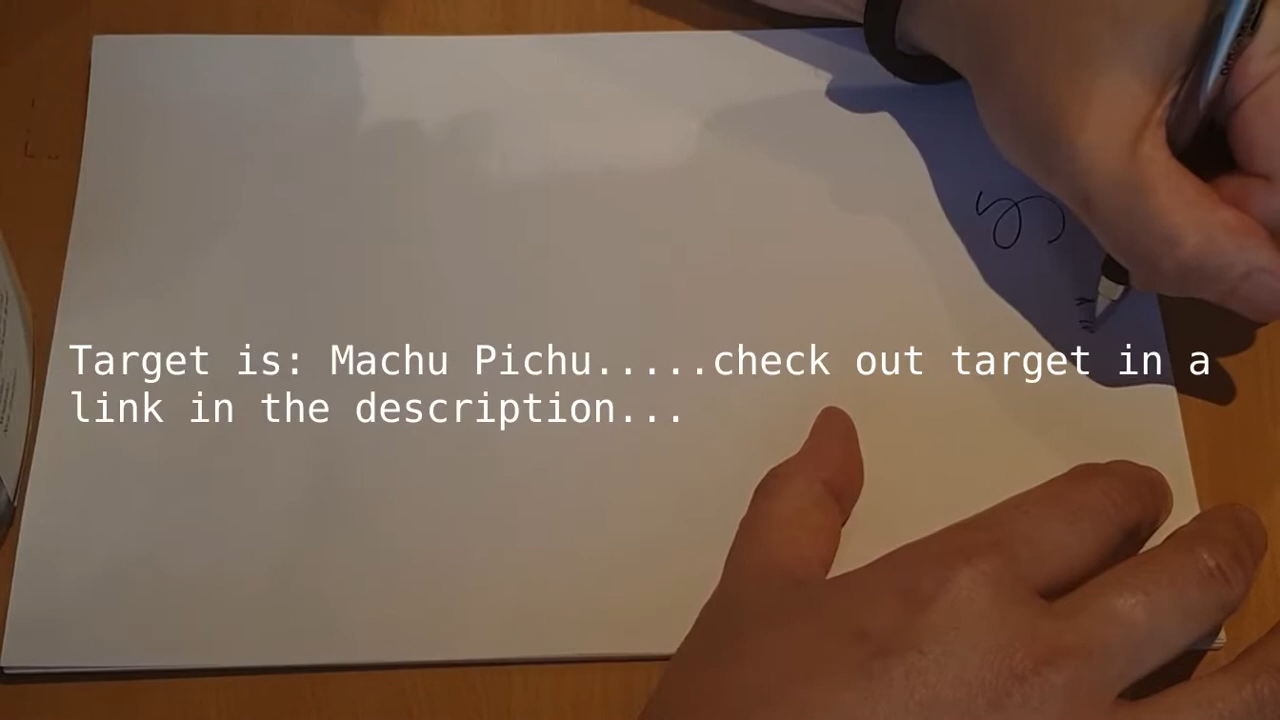 Target is: Machu Pichu.....check out target in a
link in the description...